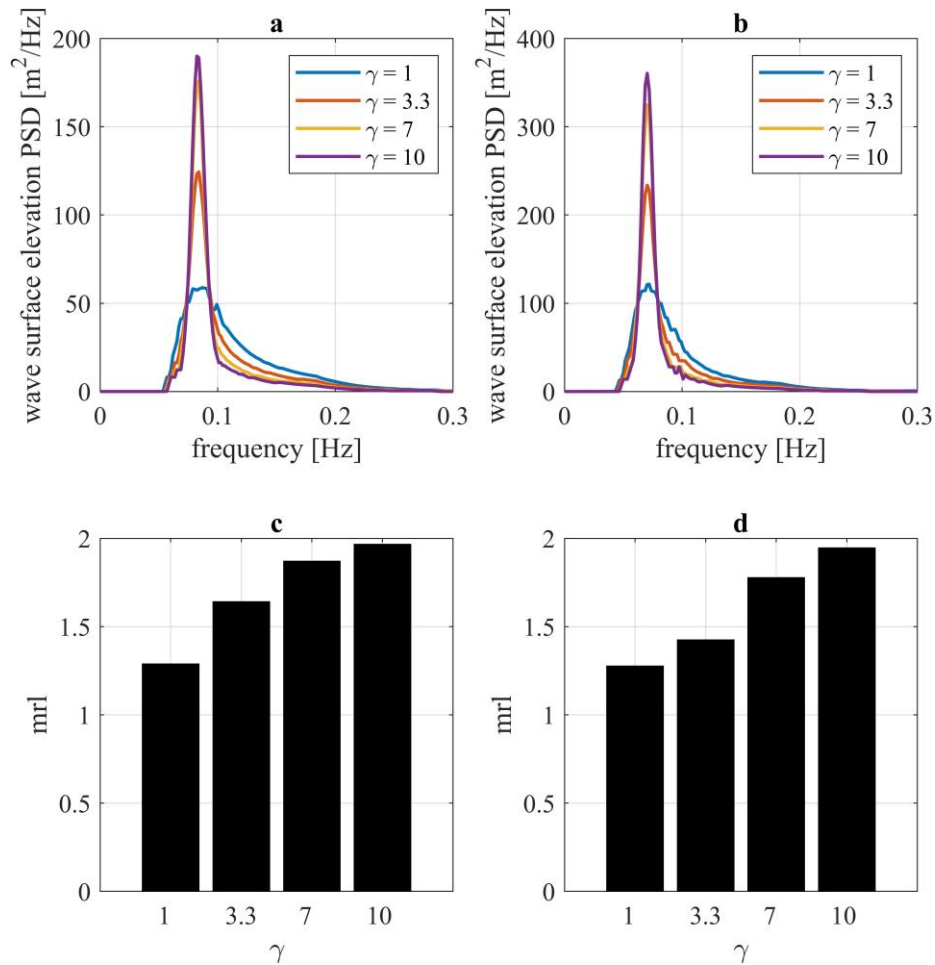 a
wave surface elevation PSD [m²/Hz]
200
150
100
50
0
γ = 1
γ = 3.3
γ = 7
γ = 10
0 0.1 0.2 0.3
frequency [Hz]
b
wave surface elevation PSD [m²/Hz]
400
300
200
100
0
γ = 1
γ = 3.3
γ = 7
γ = 10
0 0.1 0.2 0.3
frequency [Hz]
c
mrl
2
1.5
1
0.5
0
1 3.3 7 10
γ
d
mrl
2
1.5
1
0.5
0
1 3.3 7 10
γ